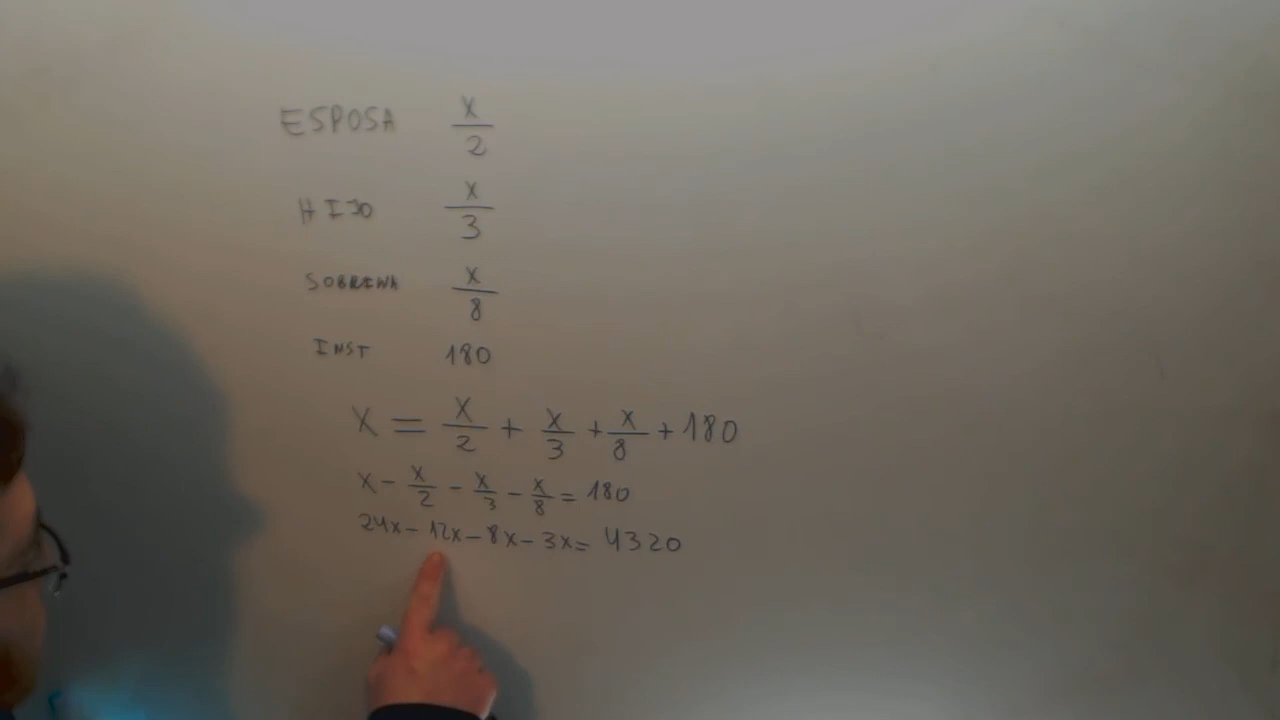 ESPOSA x/2
HIJO x/3
SOBRINA x/8
INST 180
x = x/2 + x/3 + x/8 + 180
x - x/2 - x/3 - x/8 = 180
24x - 12x - 8x - 3x = 4320